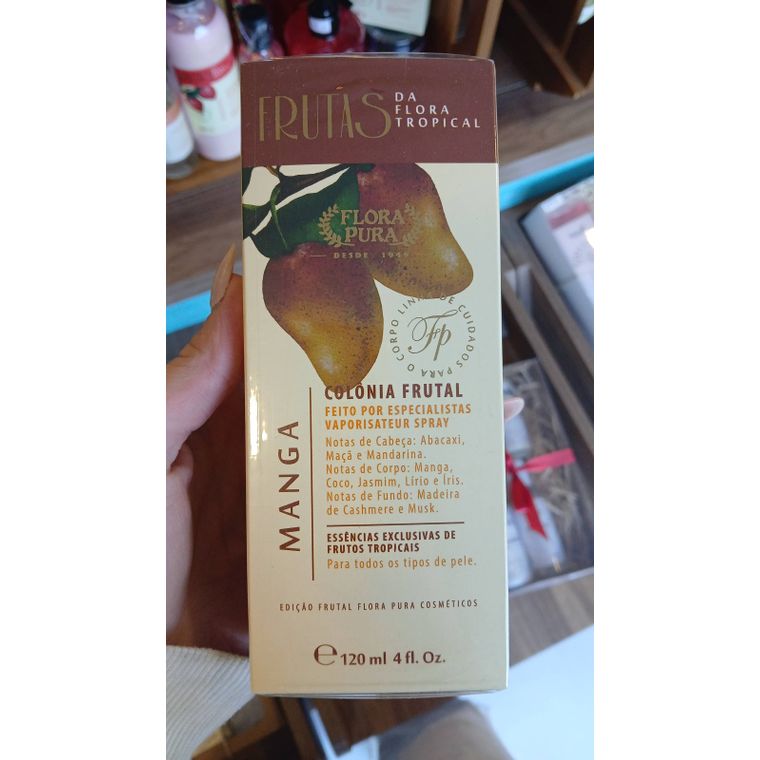 FRUTAS
DA
FLORA
TROPICAL
FLORA
PURA
DESDE 1949
LINHA DE CUIDADOS PARA O CORPO
Fp
MANGA
COLÔNIA FRUTAL
FEITO POR ESPECIALISTAS
VAPORISATEUR SPRAY
Notas de Cabeça: Abacaxi,
Maçã e Mandarina.
Notas de Corpo: Manga,
Coco, Jasmim, Lírio e Íris.
Notas de Fundo: Madeira
de Cashmere e Musk.
ESSÊNCIAS EXCLUSIVAS DE
FRUTOS TROPICAIS
Para todos os tipos de pele.
EDIÇÃO FRUTAL FLORA PURA COSMÉTICOS
℮ 120 ml 4 fl. Oz.